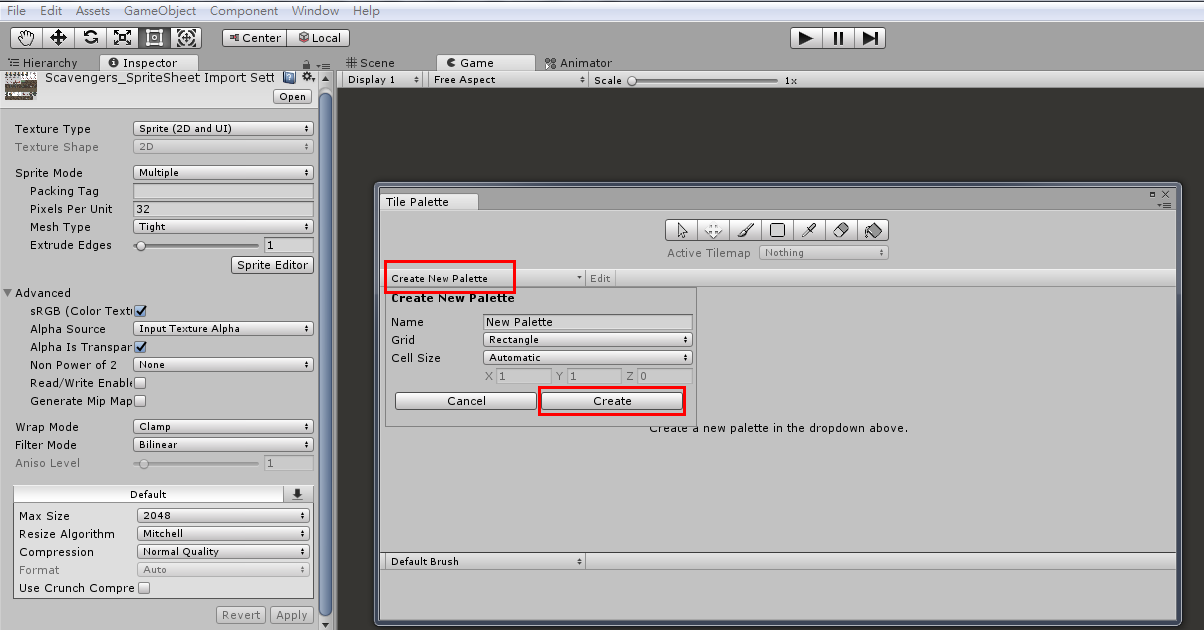 File Edit Assets GameObject Component Window Help
Center Local
Hierarchy Inspector
Scavengers_SpriteSheet Import Sett
Open
Texture Type Sprite (2D and UI)
Texture Shape 2D
Sprite Mode Multiple
Packing Tag
Pixels Per Unit 32
Mesh Type Tight
Extrude Edges 1
Sprite Editor
Advanced
sRGB (Color Text
Alpha Source Input Texture Alpha
Alpha Is Transpar
Non Power of 2 None
Read/Write Enable
Generate Mip Map
Wrap Mode Clamp
Filter Mode Bilinear
Aniso Level 1
Default
Max Size 2048
Resize Algorithm Mitchell
Compression Normal Quality
Format Auto
Use Crunch Compre
Revert Apply
Scene Game Animator
Display 1 Free Aspect Scale 1x
Tile Palette
Active Tilemap Nothing
Create New Palette Edit
Create New Palette
Name New Palette
Grid Rectangle
Cell Size Automatic
X 1 Y 1 Z 0
Cancel Create
Create a new palette in the dropdown above.
Default Brush